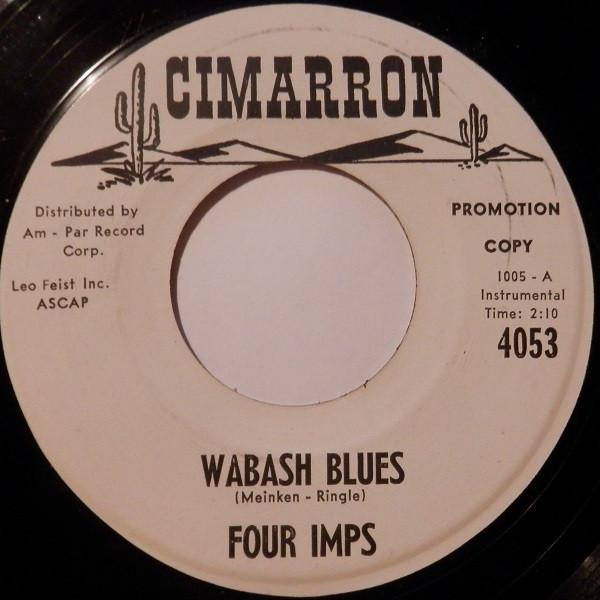 CIMARRON
Distributed by
Am - Par Record
Corp.
Leo Feist Inc.
ASCAP
PROMOTION
COPY
1005 - A
Instrumental
Time: 2:10
4053
WABASH BLUES
(Meinken - Ringle)
FOUR IMPS